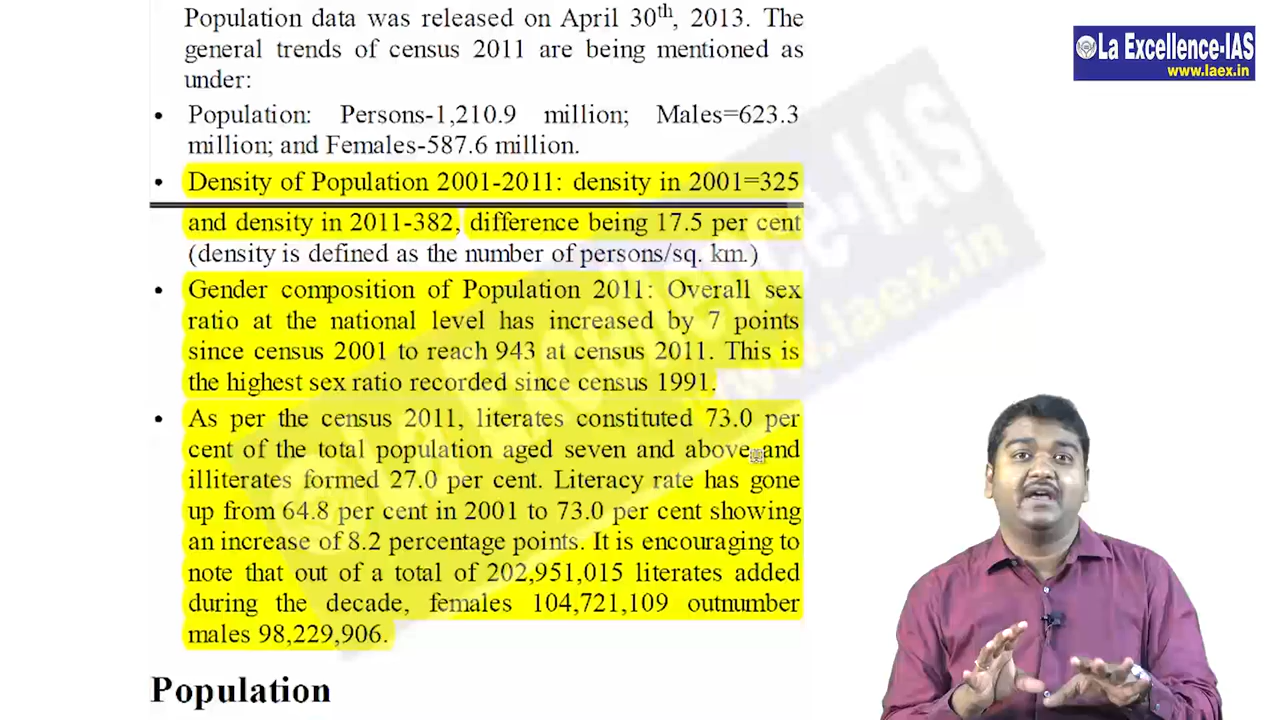 Population data was released on April 30th, 2013. The
general trends of census 2011 are being mentioned as
under:
• Population: Persons-1,210.9 million; Males=623.3
million; and Females-587.6 million.
• Density of Population 2001-2011: density in 2001=325
and density in 2011-382, difference being 17.5 per cent
(density is defined as the number of persons/sq. km.)
• Gender composition of Population 2011: Overall sex
ratio at the national level has increased by 7 points
since census 2001 to reach 943 at census 2011. This is
the highest sex ratio recorded since census 1991.
• As per the census 2011, literates constituted 73.0 per
cent of the total population aged seven and above and
illiterates formed 27.0 per cent. Literacy rate has gone
up from 64.8 per cent in 2001 to 73.0 per cent showing
an increase of 8.2 percentage points. It is encouraging to
note that out of a total of 202,951,015 literates added
during the decade, females 104,721,109 outnumber
males 98,229,906.
Population
La Excellence-IAS
www.laex.in
La Excellence-IAS
www.laex.in